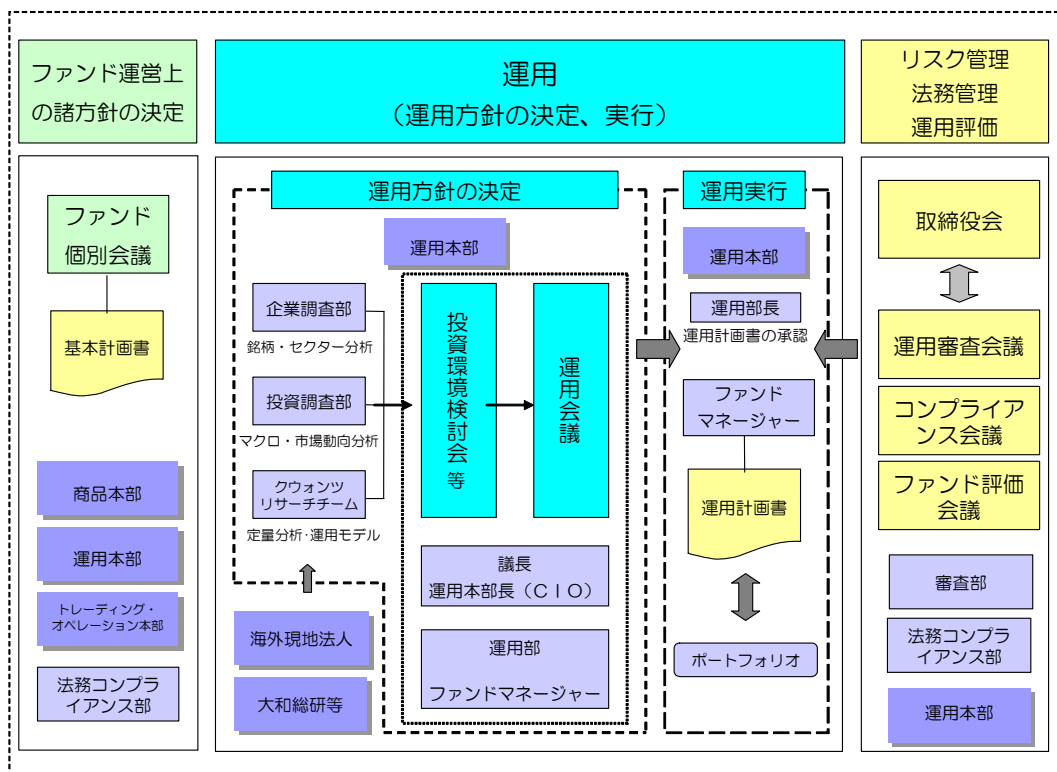 ファンド運営上
の諸方針の決定
運用
（運用方針の決定、実行）
リスク管理
法務管理
運用評価
ファンド
個別会議
基本計画書
商品本部
運用本部
トレーディング・
オペレーション本部
法務コンプラ
イアンス部
運用方針の決定
運用本部
企業調査部
銘柄・セクター分析
投資調査部
マクロ・市場動向分析
クウォンツ
リサーチチーム
定量分析・運用モデル
海外現地法人
大和総研等
投資環境検討会等
運用会議
議長
運用本部長（ＣＩＯ）
運用部
ファンドマネージャー
運用実行
運用本部
運用部長
運用計画書の承認
ファンド
マネージャー
運用計画書
ポートフォリオ
取締役会
運用審査会議
コンプライア
ンス会議
ファンド評価
会議
審査部
法務コンプラ
イアンス部
運用本部